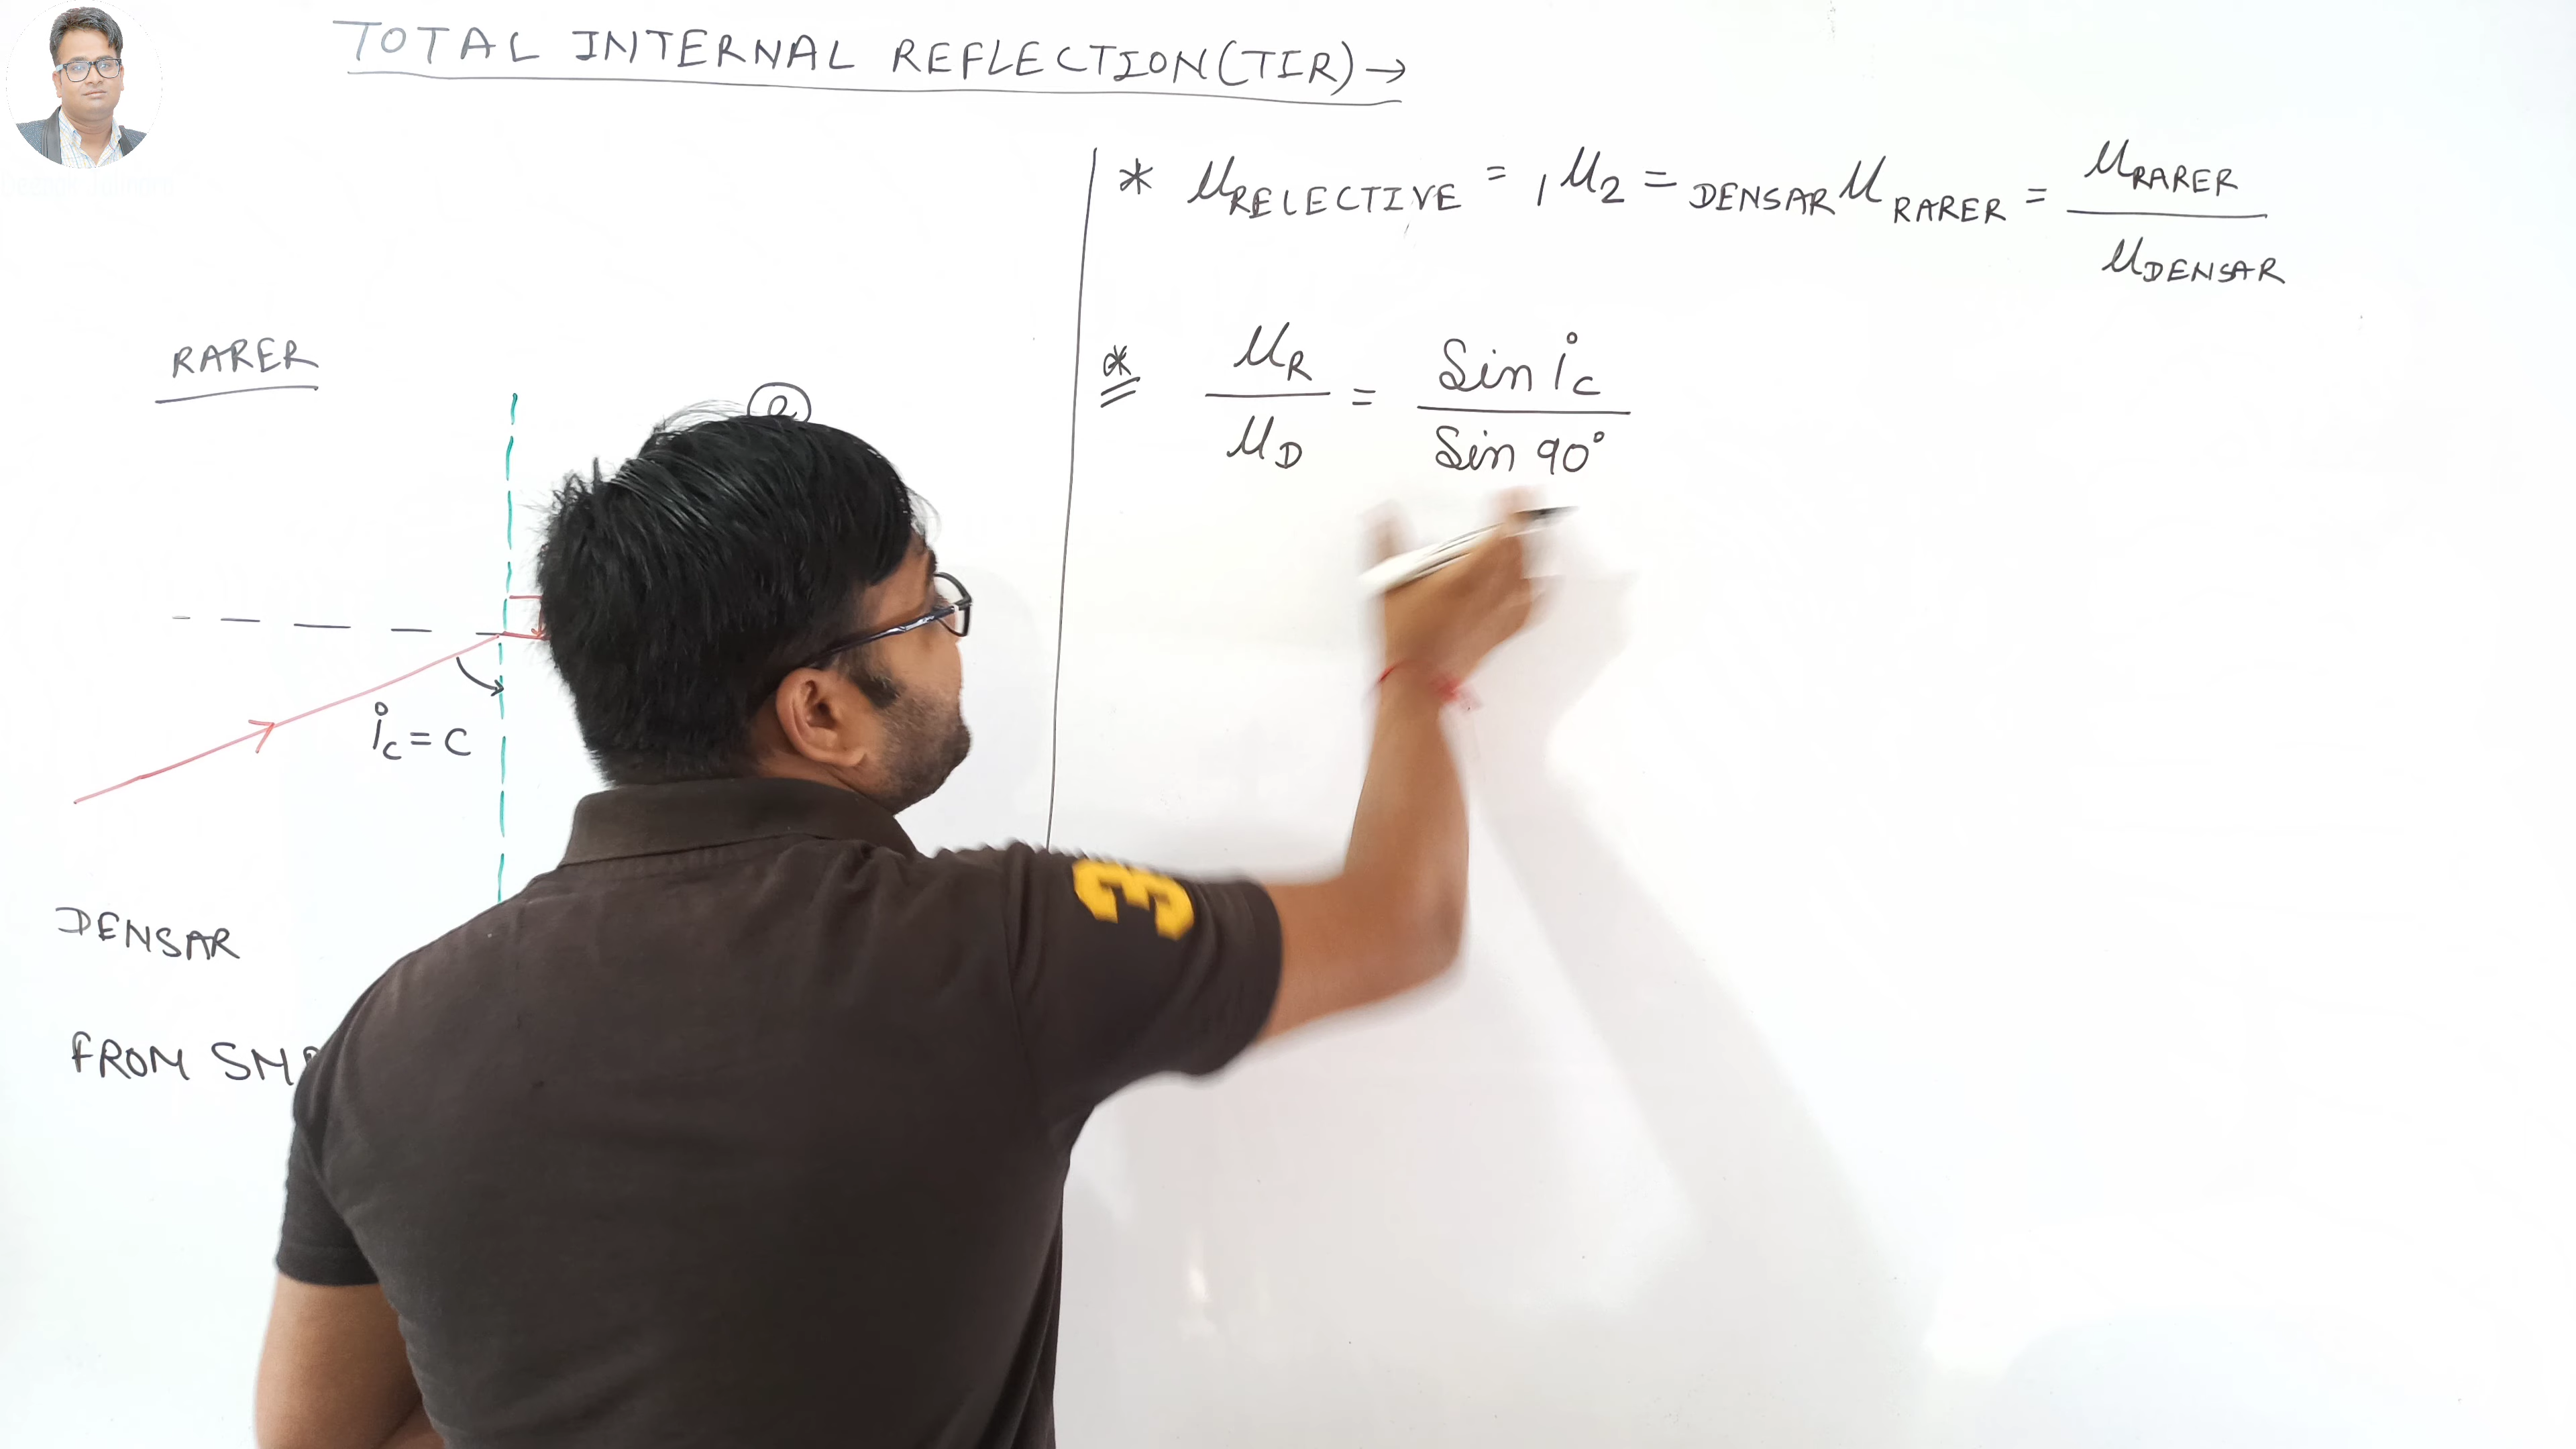 TOTAL INTERNAL REFLECTION(TIR)→
* μRELECTIVE = ₁μ₂ = DENSAR μ RARER = μRARER / μDENSAR
RARER
* μR / μD = Sin ic / Sin 90°
ic = c
DENSAR
FROM
3